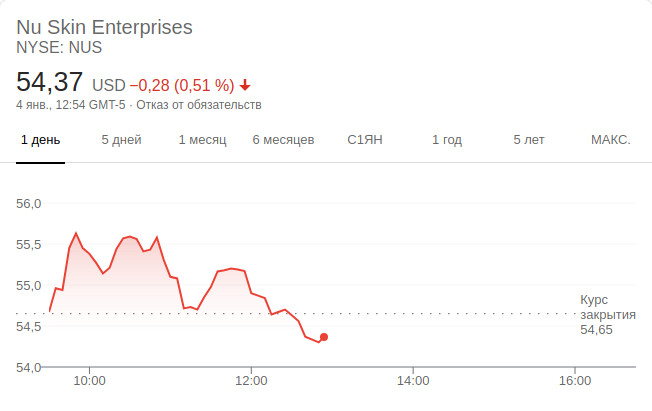 Nu Skin Enterprises
NYSE: NUS
54,37 USD −0,28 (0,51 %)
4 янв., 12:54 GMT-5 · Отказ от обязательств
1 день 5 дней 1 месяц 6 месяцев С1ЯН 1 год 5 лет МАКС.
56,0
55,5
55,0
54,5
54,0
Курс
закрытия
54,65
10:00 12:00 14:00 16:00